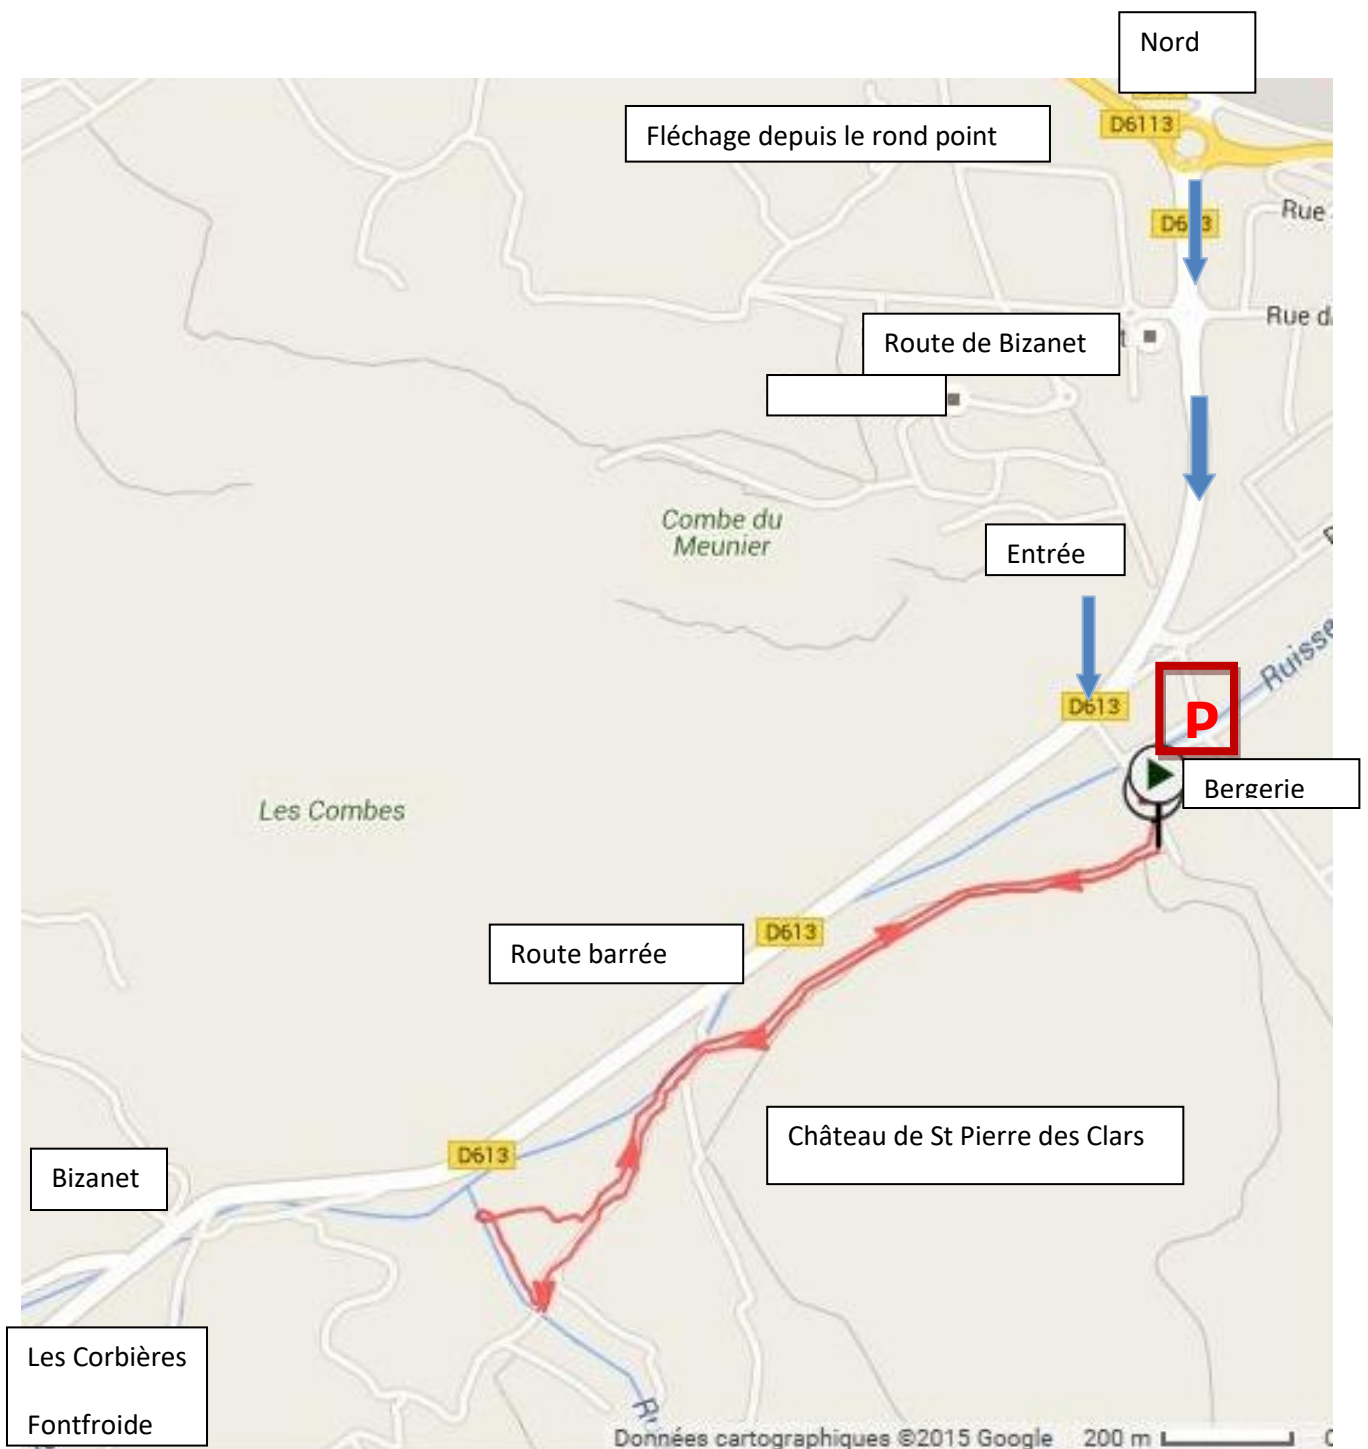 Nord
D6113
Fléchage depuis le rond point
Rue
D613
Rue d
Route de Bizanet
t
Combe du
Meunier
Entrée
Ruisse
D613
P
Bergerie
Les Combes
D613
Route barrée
Château de St Pierre des Clars
D613
Bizanet
Les Corbières
Fontfroide
Ru
Données cartographiques ©2015 Google 200 m